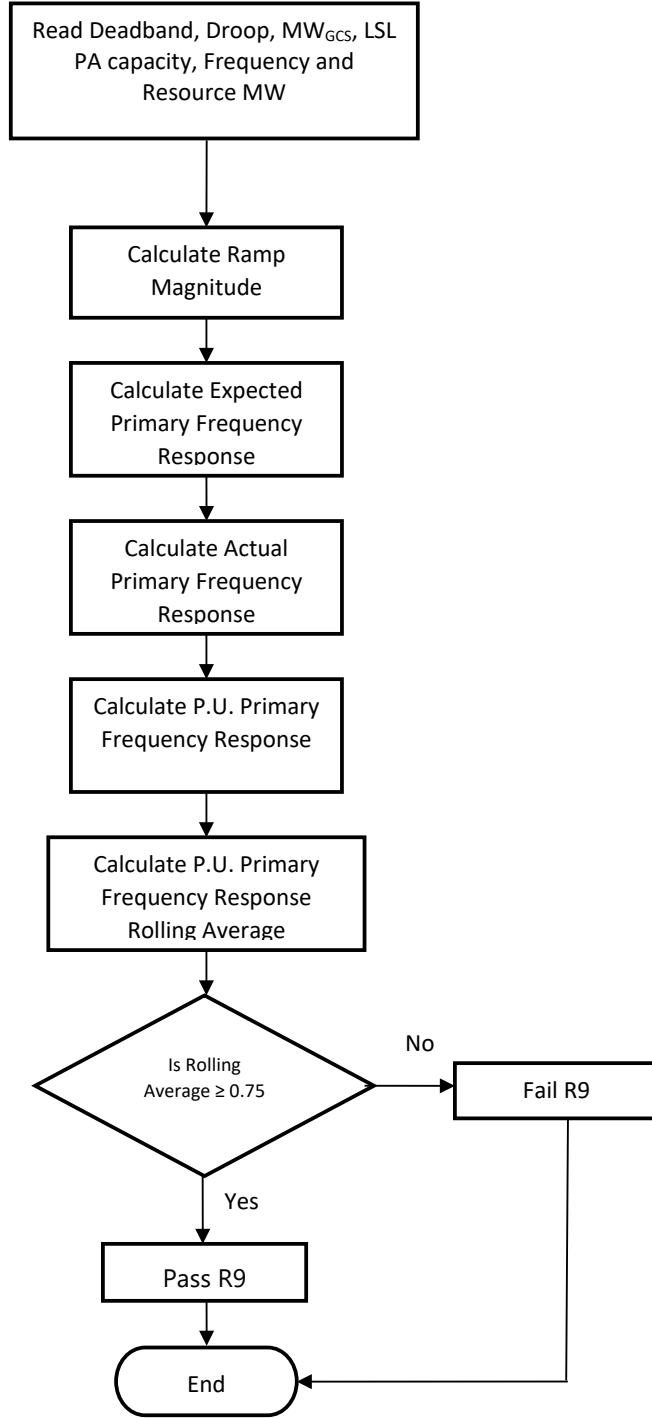 Read Deadband, Droop, MWGCS, LSL
PA capacity, Frequency and
Resource MW
Calculate Ramp
Magnitude
Calculate Expected
Primary Frequency
Response
Calculate Actual
Primary Frequency
Response
Calculate P.U. Primary
Frequency Response
Calculate P.U. Primary
Frequency Response
Rolling Average
Is Rolling
Average ≥ 0.75
No
Fail R9
Yes
Pass R9
End